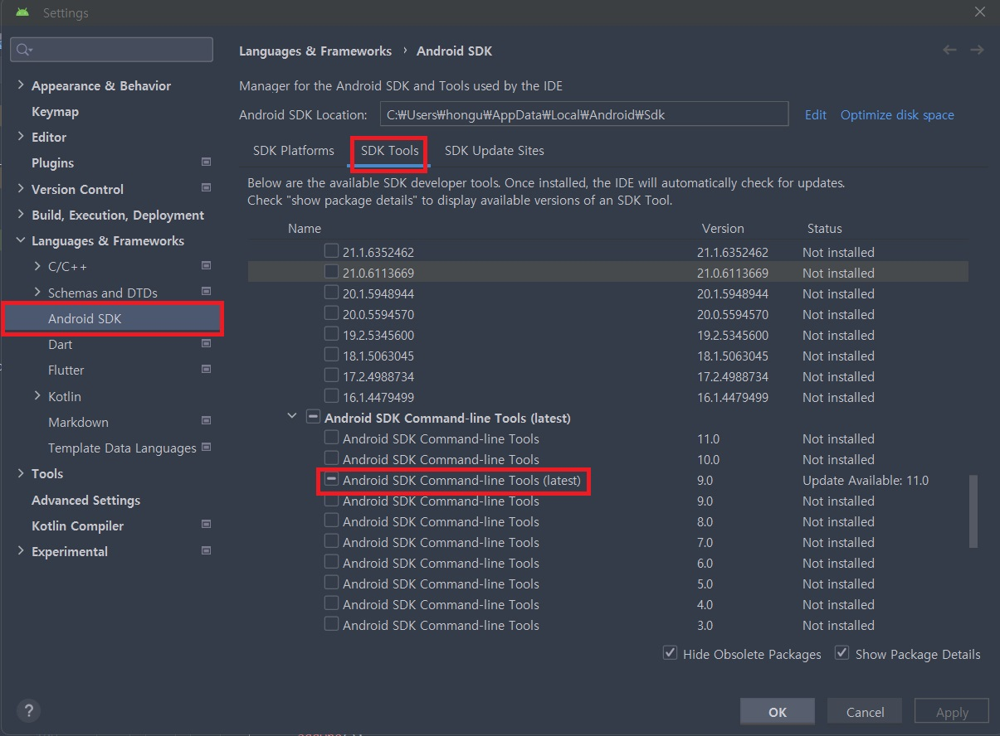 Settings
Languages & Frameworks › Android SDK
Appearance & Behavior
Keymap
Editor
Plugins
Version Control
Build, Execution, Deployment
Languages & Frameworks
C/C++
Schemas and DTDs
Android SDK
Dart
Flutter
Kotlin
Markdown
Template Data Languages
Tools
Advanced Settings
Kotlin Compiler
Experimental
Manager for the Android SDK and Tools used by the IDE
Android SDK Location: C:₩Users₩hongu₩AppData₩Local₩Android₩Sdk Edit Optimize disk space
SDK Platforms SDK Tools SDK Update Sites
Below are the available SDK developer tools. Once installed, the IDE will automatically check for updates.
Check "show package details" to display available versions of an SDK Tool.
Name Version Status
21.1.6352462 21.1.6352462 Not installed
21.0.6113669 21.0.6113669 Not installed
20.1.5948944 20.1.5948944 Not installed
20.0.5594570 20.0.5594570 Not installed
19.2.5345600 19.2.5345600 Not installed
18.1.5063045 18.1.5063045 Not installed
17.2.4988734 17.2.4988734 Not installed
16.1.4479499 16.1.4479499 Not installed
Android SDK Command-line Tools (latest)
Android SDK Command-line Tools 11.0 Not installed
Android SDK Command-line Tools 10.0 Not installed
Android SDK Command-line Tools (latest) 9.0 Update Available: 11.0
Android SDK Command-line Tools 9.0 Not installed
Android SDK Command-line Tools 8.0 Not installed
Android SDK Command-line Tools 7.0 Not installed
Android SDK Command-line Tools 6.0 Not installed
Android SDK Command-line Tools 5.0 Not installed
Android SDK Command-line Tools 4.0 Not installed
Android SDK Command-line Tools 3.0 Not installed
Hide Obsolete Packages Show Package Details
? OK Cancel Apply